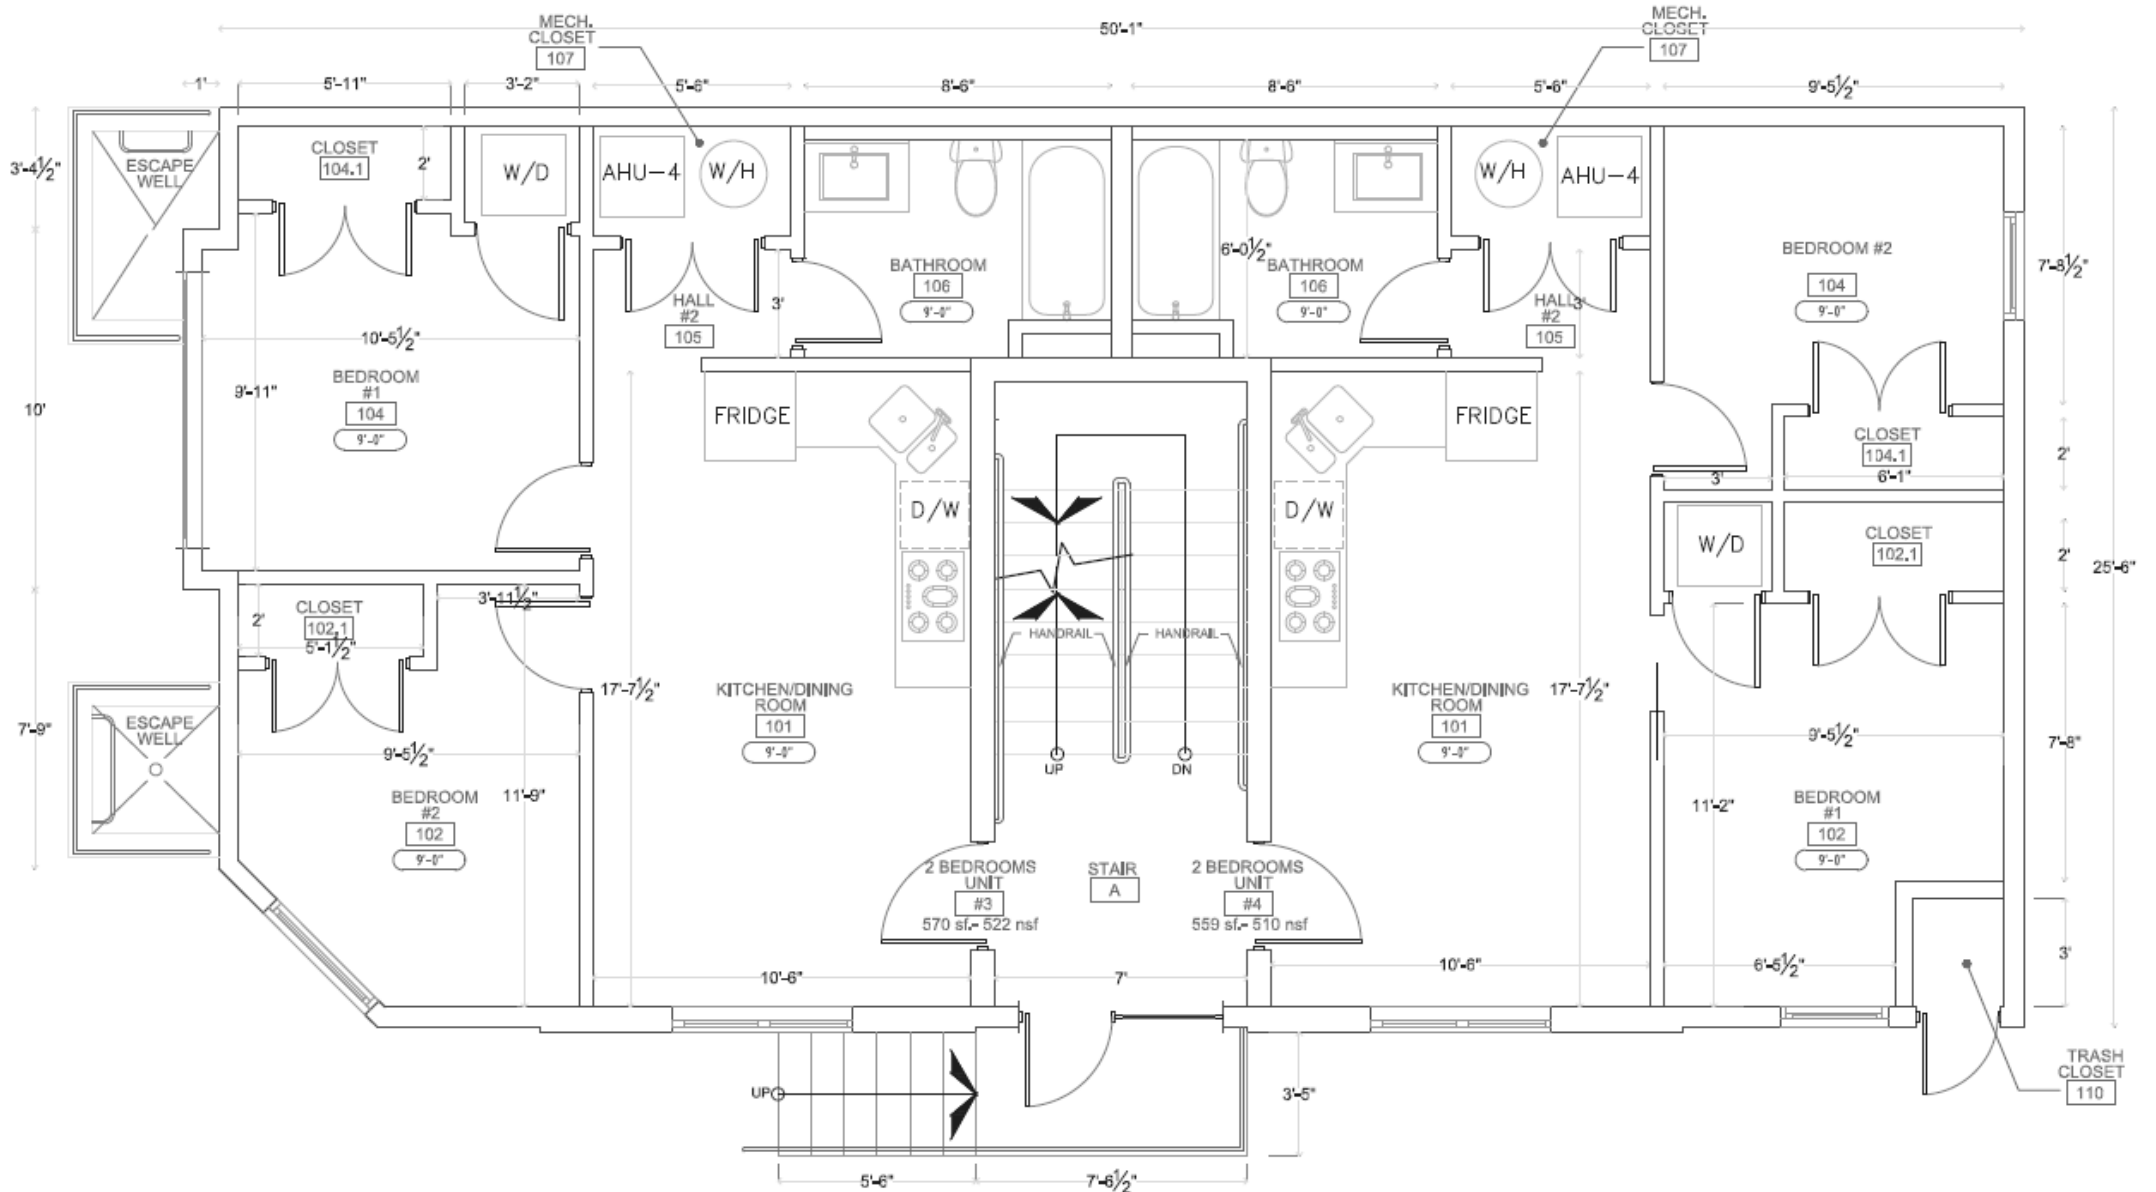 MECH.
CLOSET
107
MECH.
CLOSET
107
50'-1"
1'
5'-11"
3'-2"
5'-6"
8'-6"
8'-6"
5'-6"
9'-5½"
3'-4½"
ESCAPE
WELL
CLOSET
104.1
2'
W/D
AHU-4
W/H
W/H
AHU-4
BATHROOM
106
9'-0"
6'-0½"
BATHROOM
106
9'-0"
BEDROOM #2
104
9'-0"
7'-8½"
HALL
#2
105
3'
HALL
#2
105
3'
10'-5½"
9'-11"
BEDROOM
#1
104
9'-0"
10'
FRIDGE
FRIDGE
D/W
D/W
CLOSET
104.1
2'
3'
6'-1"
W/D
CLOSET
102.1
2'
25'-6"
3'-11½"
CLOSET
102.1
2'
5'-1½"
HANDRAIL
HANDRAIL
7'-9"
ESCAPE
WELL
17'-7½"
KITCHEN/DINING
ROOM
101
9'-0"
KITCHEN/DINING
ROOM
101
9'-0"
17'-7½"
9'-5½"
9'-5½"
7'-8"
UP
DN
BEDROOM
#2
102
9'-0"
11'-9"
11'-2"
BEDROOM
#1
102
9'-0"
2 BEDROOMS
UNIT
#3
570 sf.- 522 nsf
STAIR
A
2 BEDROOMS
UNIT
#4
559 sf.- 510 nsf
10'-6"
7'
10'-6"
6'-5½"
3'
UP
3'-5"
TRASH
CLOSET
110
5'-6"
7'-6½"